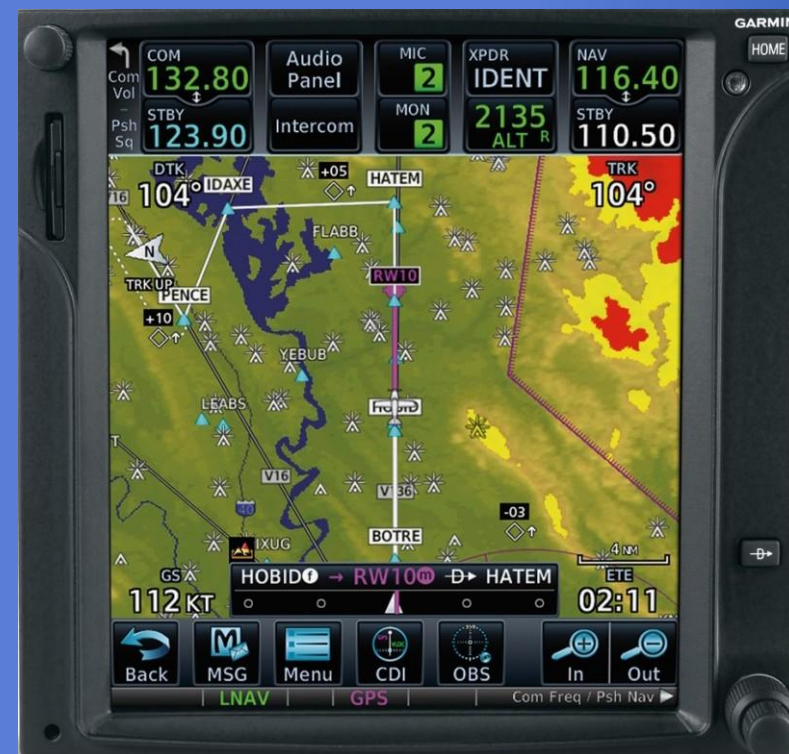 GARMIN
HOME
Com
Vol
Psh
Sq
COM
132.80
STBY
123.90
Audio
Panel
Intercom
MIC
2
MON
2
XPDR
IDENT
2135
ALT R
NAV
116.40
STBY
110.50
DTK
104°
IDAXE
+05
HATEM
TRK
104°
V16
FLABB
N
TRK UP
PENCE
RW10
+10
YEBUB
LEABS
HOBID
T
V16
V136
40
-03
BOTRE
IXUG
4 NM
GS
112 KT
HOBID f → RW10 m D HATEM
ETE
02:11
D
Back
MSG
Menu
CDI
OBS
In
Out
LNAV
GPS
Com Freq / Psh Nav